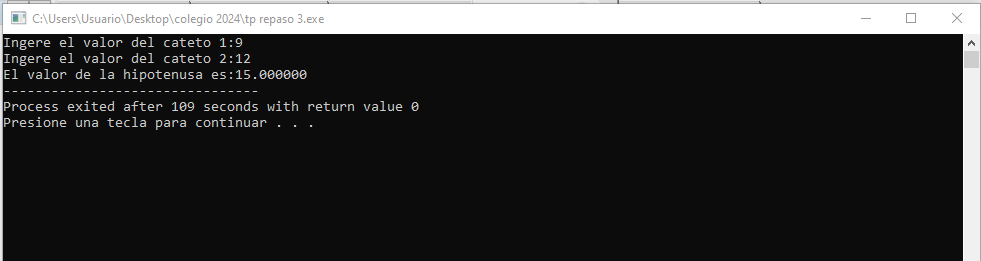 C:\Users\Usuario\Desktop\colegio 2024\tp repaso 3.exe
Ingere el valor del cateto 1:9
Ingere el valor del cateto 2:12
El valor de la hipotenusa es:15.000000
--------------------------------
Process exited after 109 seconds with return value 0
Presione una tecla para continuar . . .